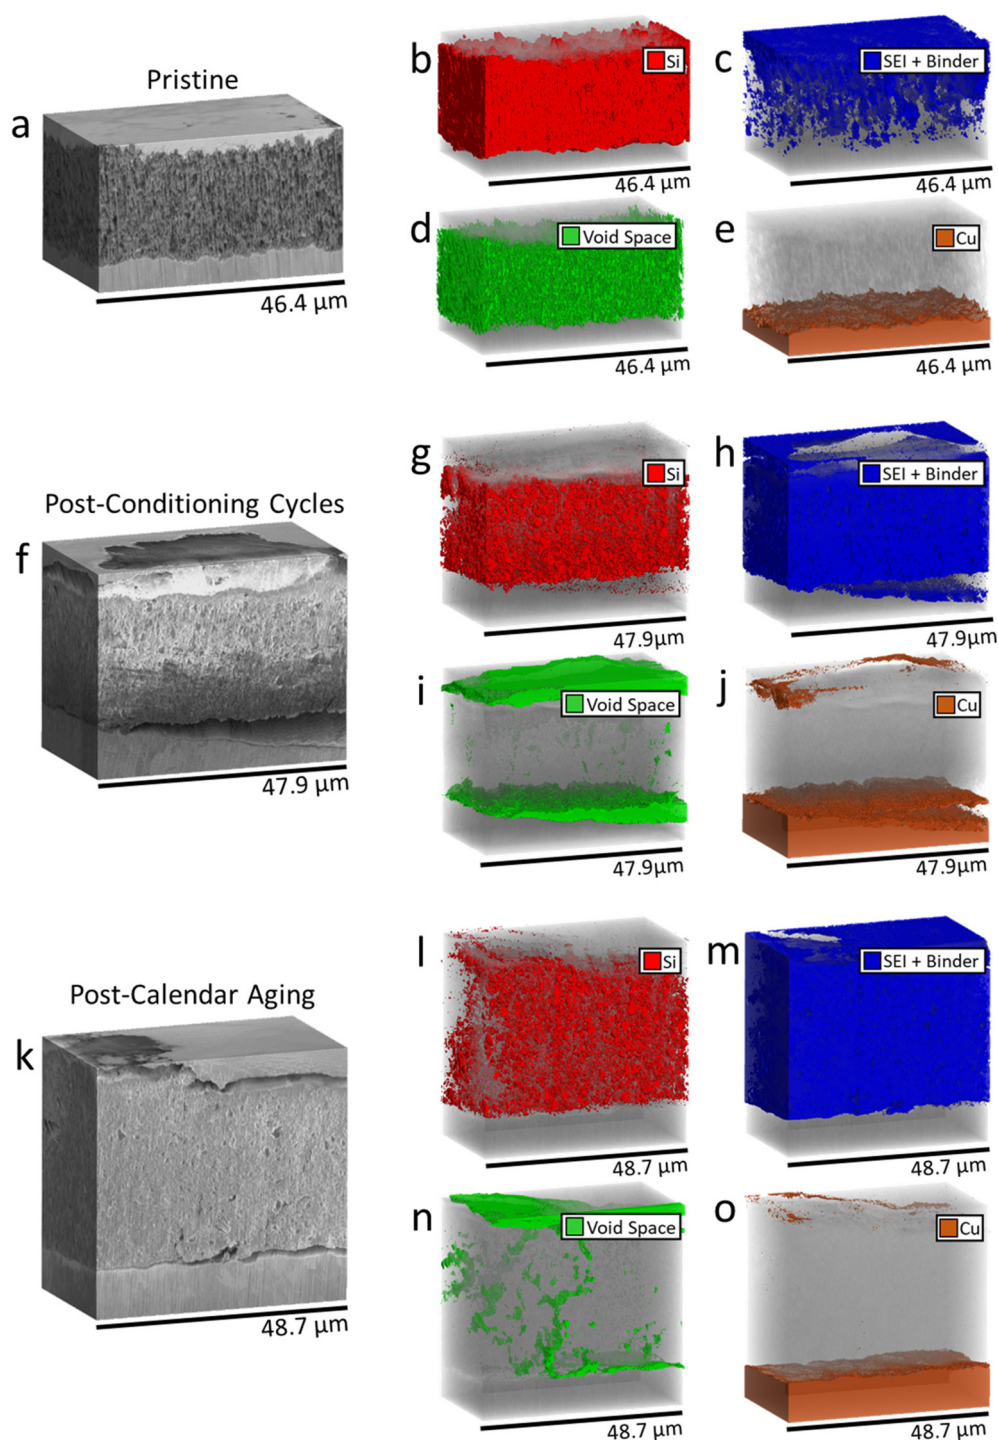 Pristine
a
46.4 μm
b
Si
46.4 μm
c
SEI + Binder
46.4 μm
d
Void Space
46.4 μm
e
Cu
46.4 μm
Post-Conditioning Cycles
f
47.9 μm
g
Si
47.9μm
h
SEI + Binder
47.9μm
i
Void Space
47.9μm
j
Cu
47.9μm
Post-Calendar Aging
k
48.7 μm
l
Si
48.7 μm
m
SEI + Binder
48.7 μm
n
Void Space
48.7 μm
o
Cu
48.7 μm